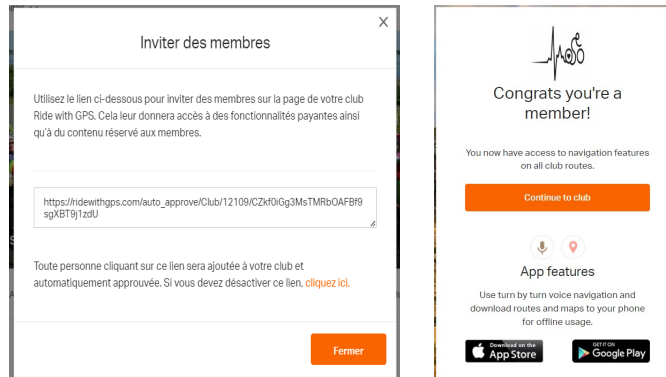 Inviter des membres
Utilisez le lien ci-dessous pour inviter des membres sur la page de votre club
Ride with GPS. Cela leur donnera accès à des fonctionnalités payantes ainsi
qu'à du contenu réservé aux membres.
https://ridewithgps.com/auto_approve/Club/12109/CZkf0iGg3MsTMRbOAFBf9
sgXBT9j1zdU
Toute personne cliquant sur ce lien sera ajoutée à votre club et
automatiquement approuvée. Si vous devez désactiver ce lien, cliquez ici.
Fermer
Congrats you're a
member!
You now have access to navigation features
on all club routes.
Continue to club
App features
Use turn by turn voice navigation and
download routes and maps to your phone
for offline usage.
Download on the
App Store
GET IT ON
Google Play